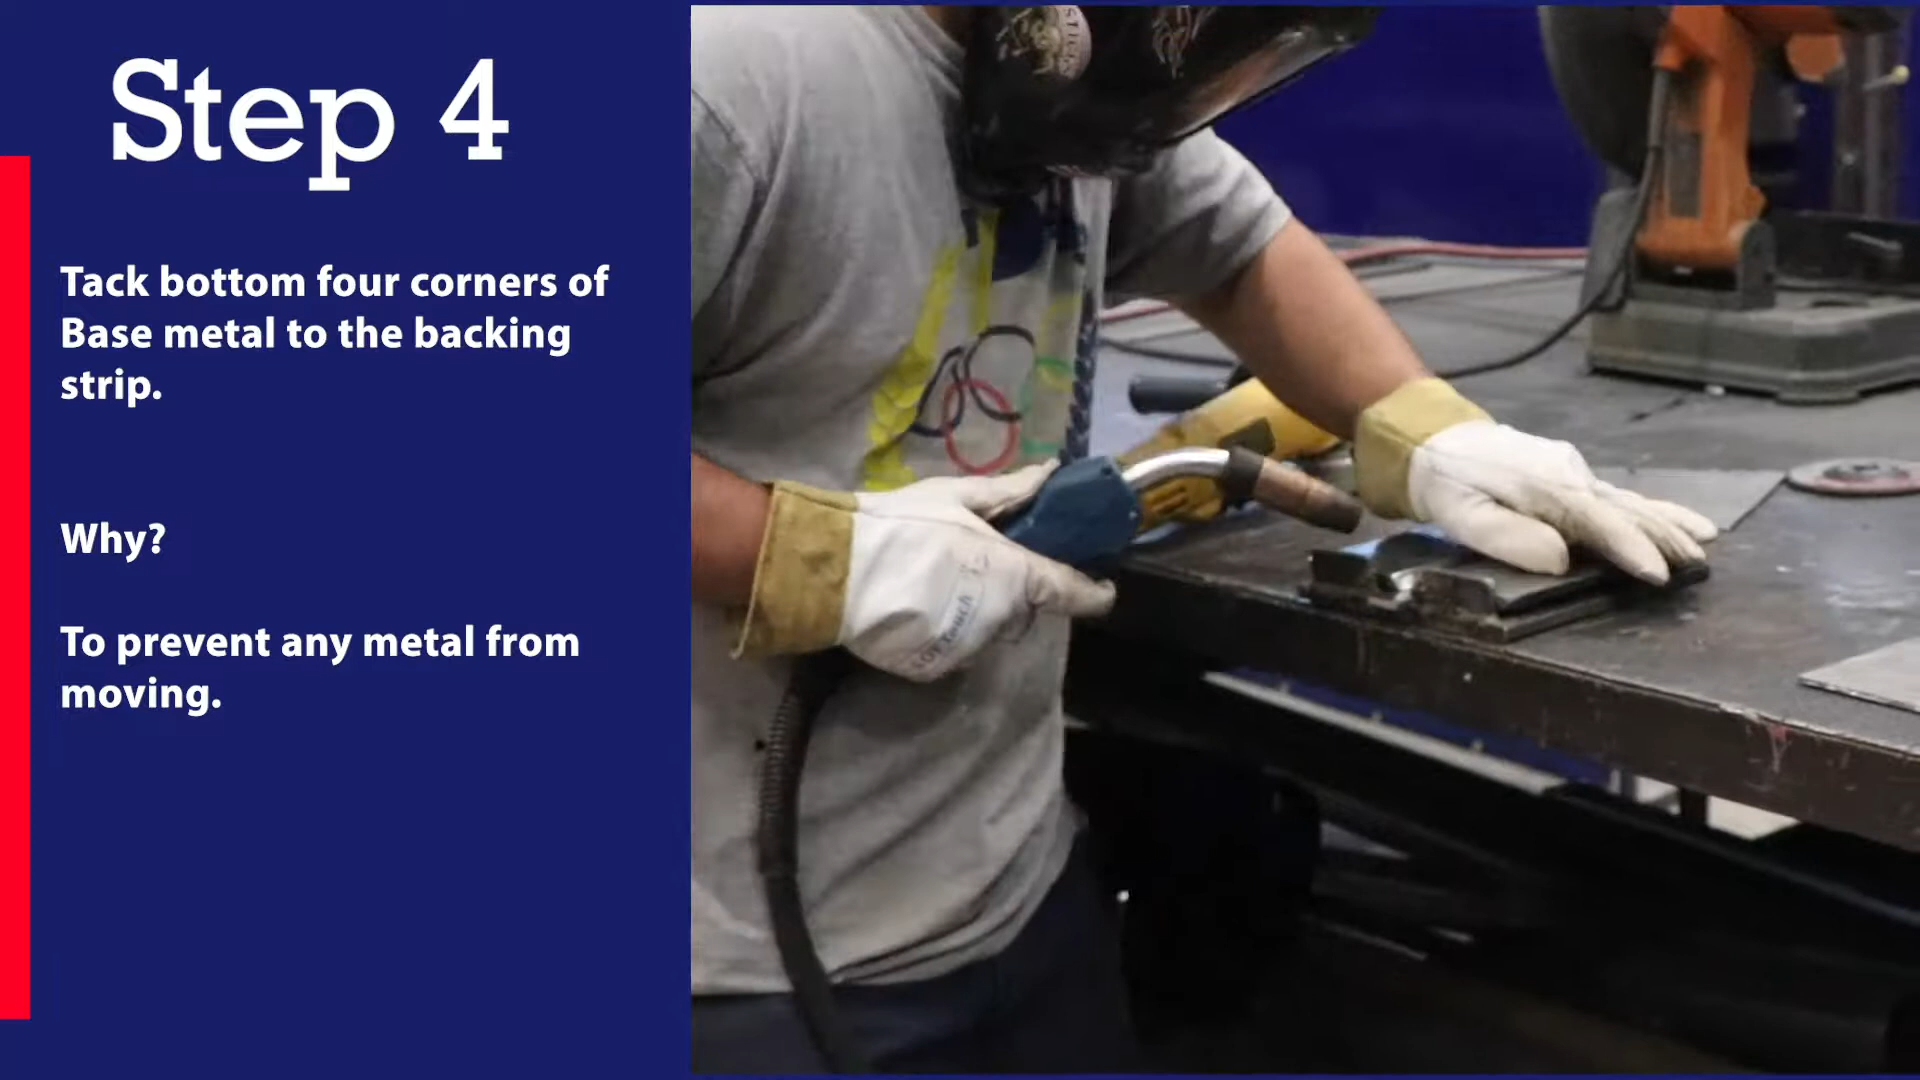 Step 4
Tack bottom four corners of
Base metal to the backing
strip.
Why?
To prevent any metal from
moving.